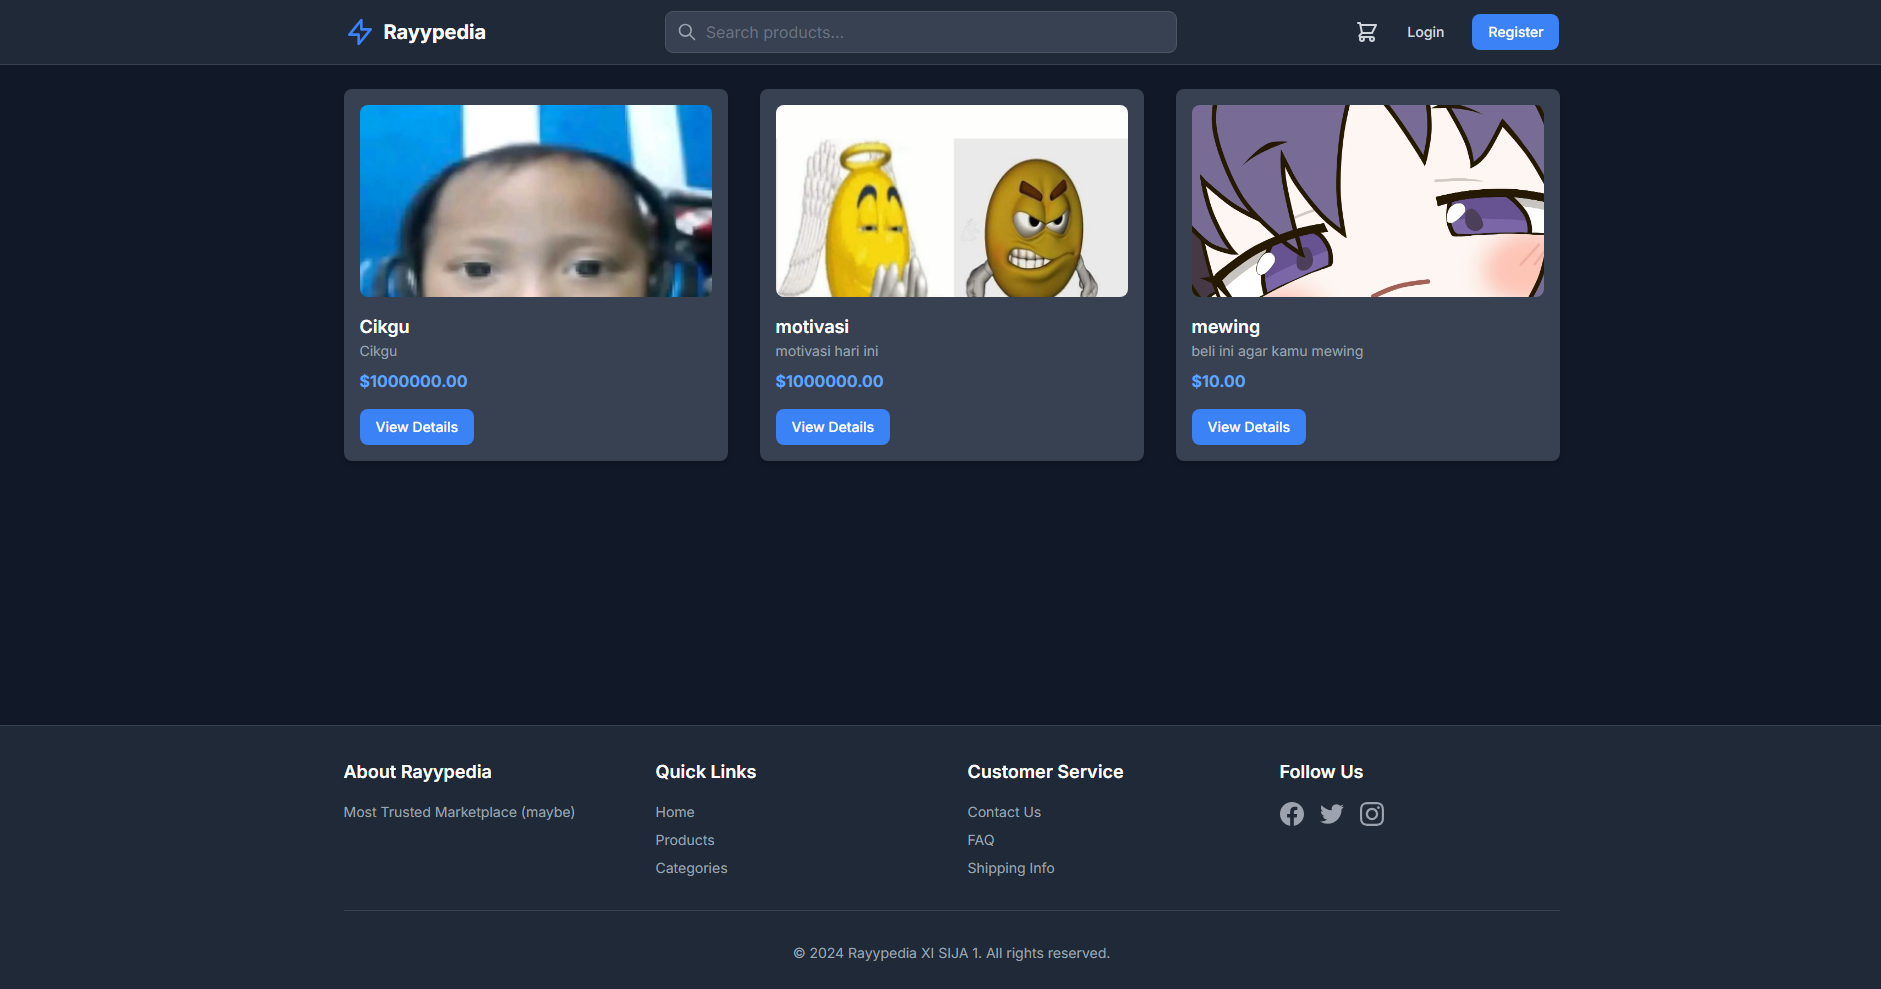 Rayypedia
Search products...
Login
Register
Cikgu
Cikgu
$1000000.00
View Details
motivasi
motivasi hari ini
$1000000.00
View Details
mewing
beli ini agar kamu mewing
$10.00
View Details
About Rayypedia
Most Trusted Marketplace (maybe)
Quick Links
Home
Products
Categories
Customer Service
Contact Us
FAQ
Shipping Info
Follow Us
© 2024 Rayypedia XI SIJA 1. All rights reserved.